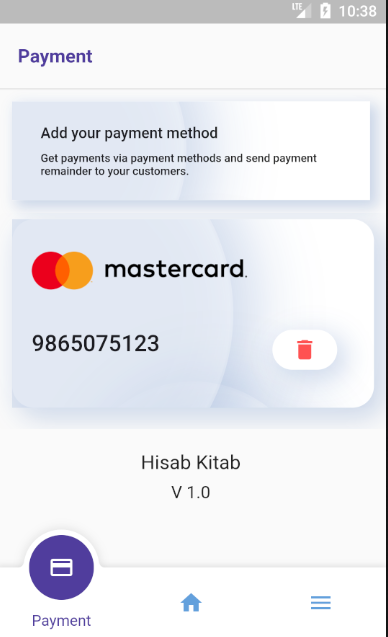 LTE 10:38
Payment
Add your payment method
Get payments via payment methods and send payment
remainder to your customers.
mastercard.
9865075123
Hisab Kitab
V 1.0
Payment